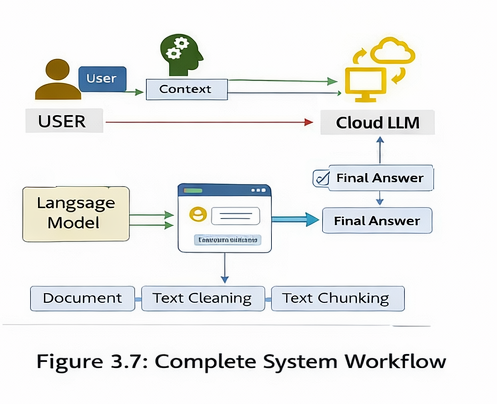 User
Context
USER
Cloud LLM
Final Answer
Langsage
Model
Final Answer
Document
Text Cleaning
Text Chunking
Figure 3.7: Complete System Workflow